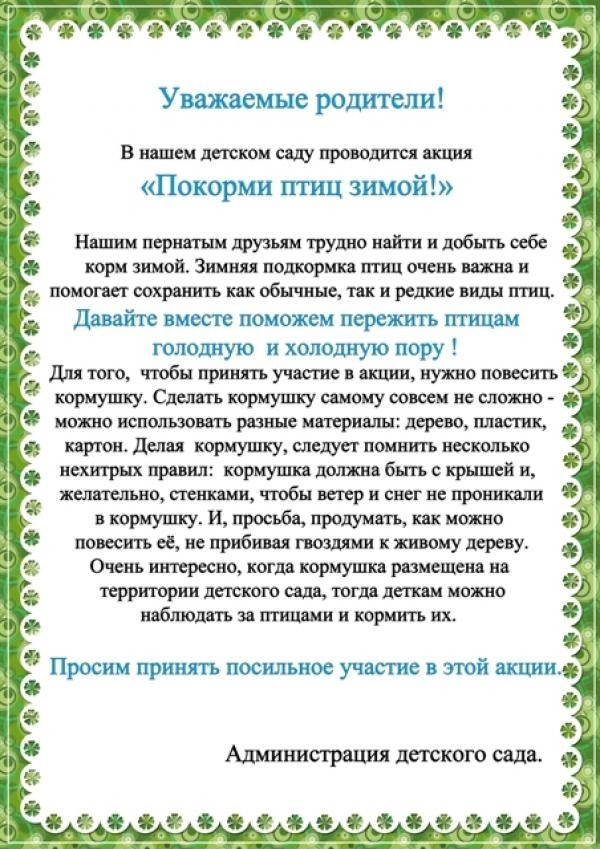 Уважаемые родители!
В нашем детском саду проводится акция
«Покорми птиц зимой!»
Нашим пернатым друзьям трудно найти и добыть себе
корм зимой. Зимняя подкормка птиц очень важна и
помогает сохранить как обычные, так и редкие виды птиц.
Давайте вместе поможем пережить птицам
голодную и холодную пору !
Для того, чтобы принять участие в акции, нужно повесить
кормушку. Сделать кормушку самому совсем не сложно -
можно использовать разные материалы: дерево, пластик,
картон. Делая кормушку, следует помнить несколько
нехитрых правил: кормушка должна быть с крышей и,
желательно, стенками, чтобы ветер и снег не проникали
в кормушку. И, просьба, продумать, как можно
повесить её, не прибивая гвоздями к живому дереву.
Очень интересно, когда кормушка размещена на
территории детского сада, тогда деткам можно
наблюдать за птицами и кормить их.
Просим принять посильное участие в этой акции.
Администрация детского сада.